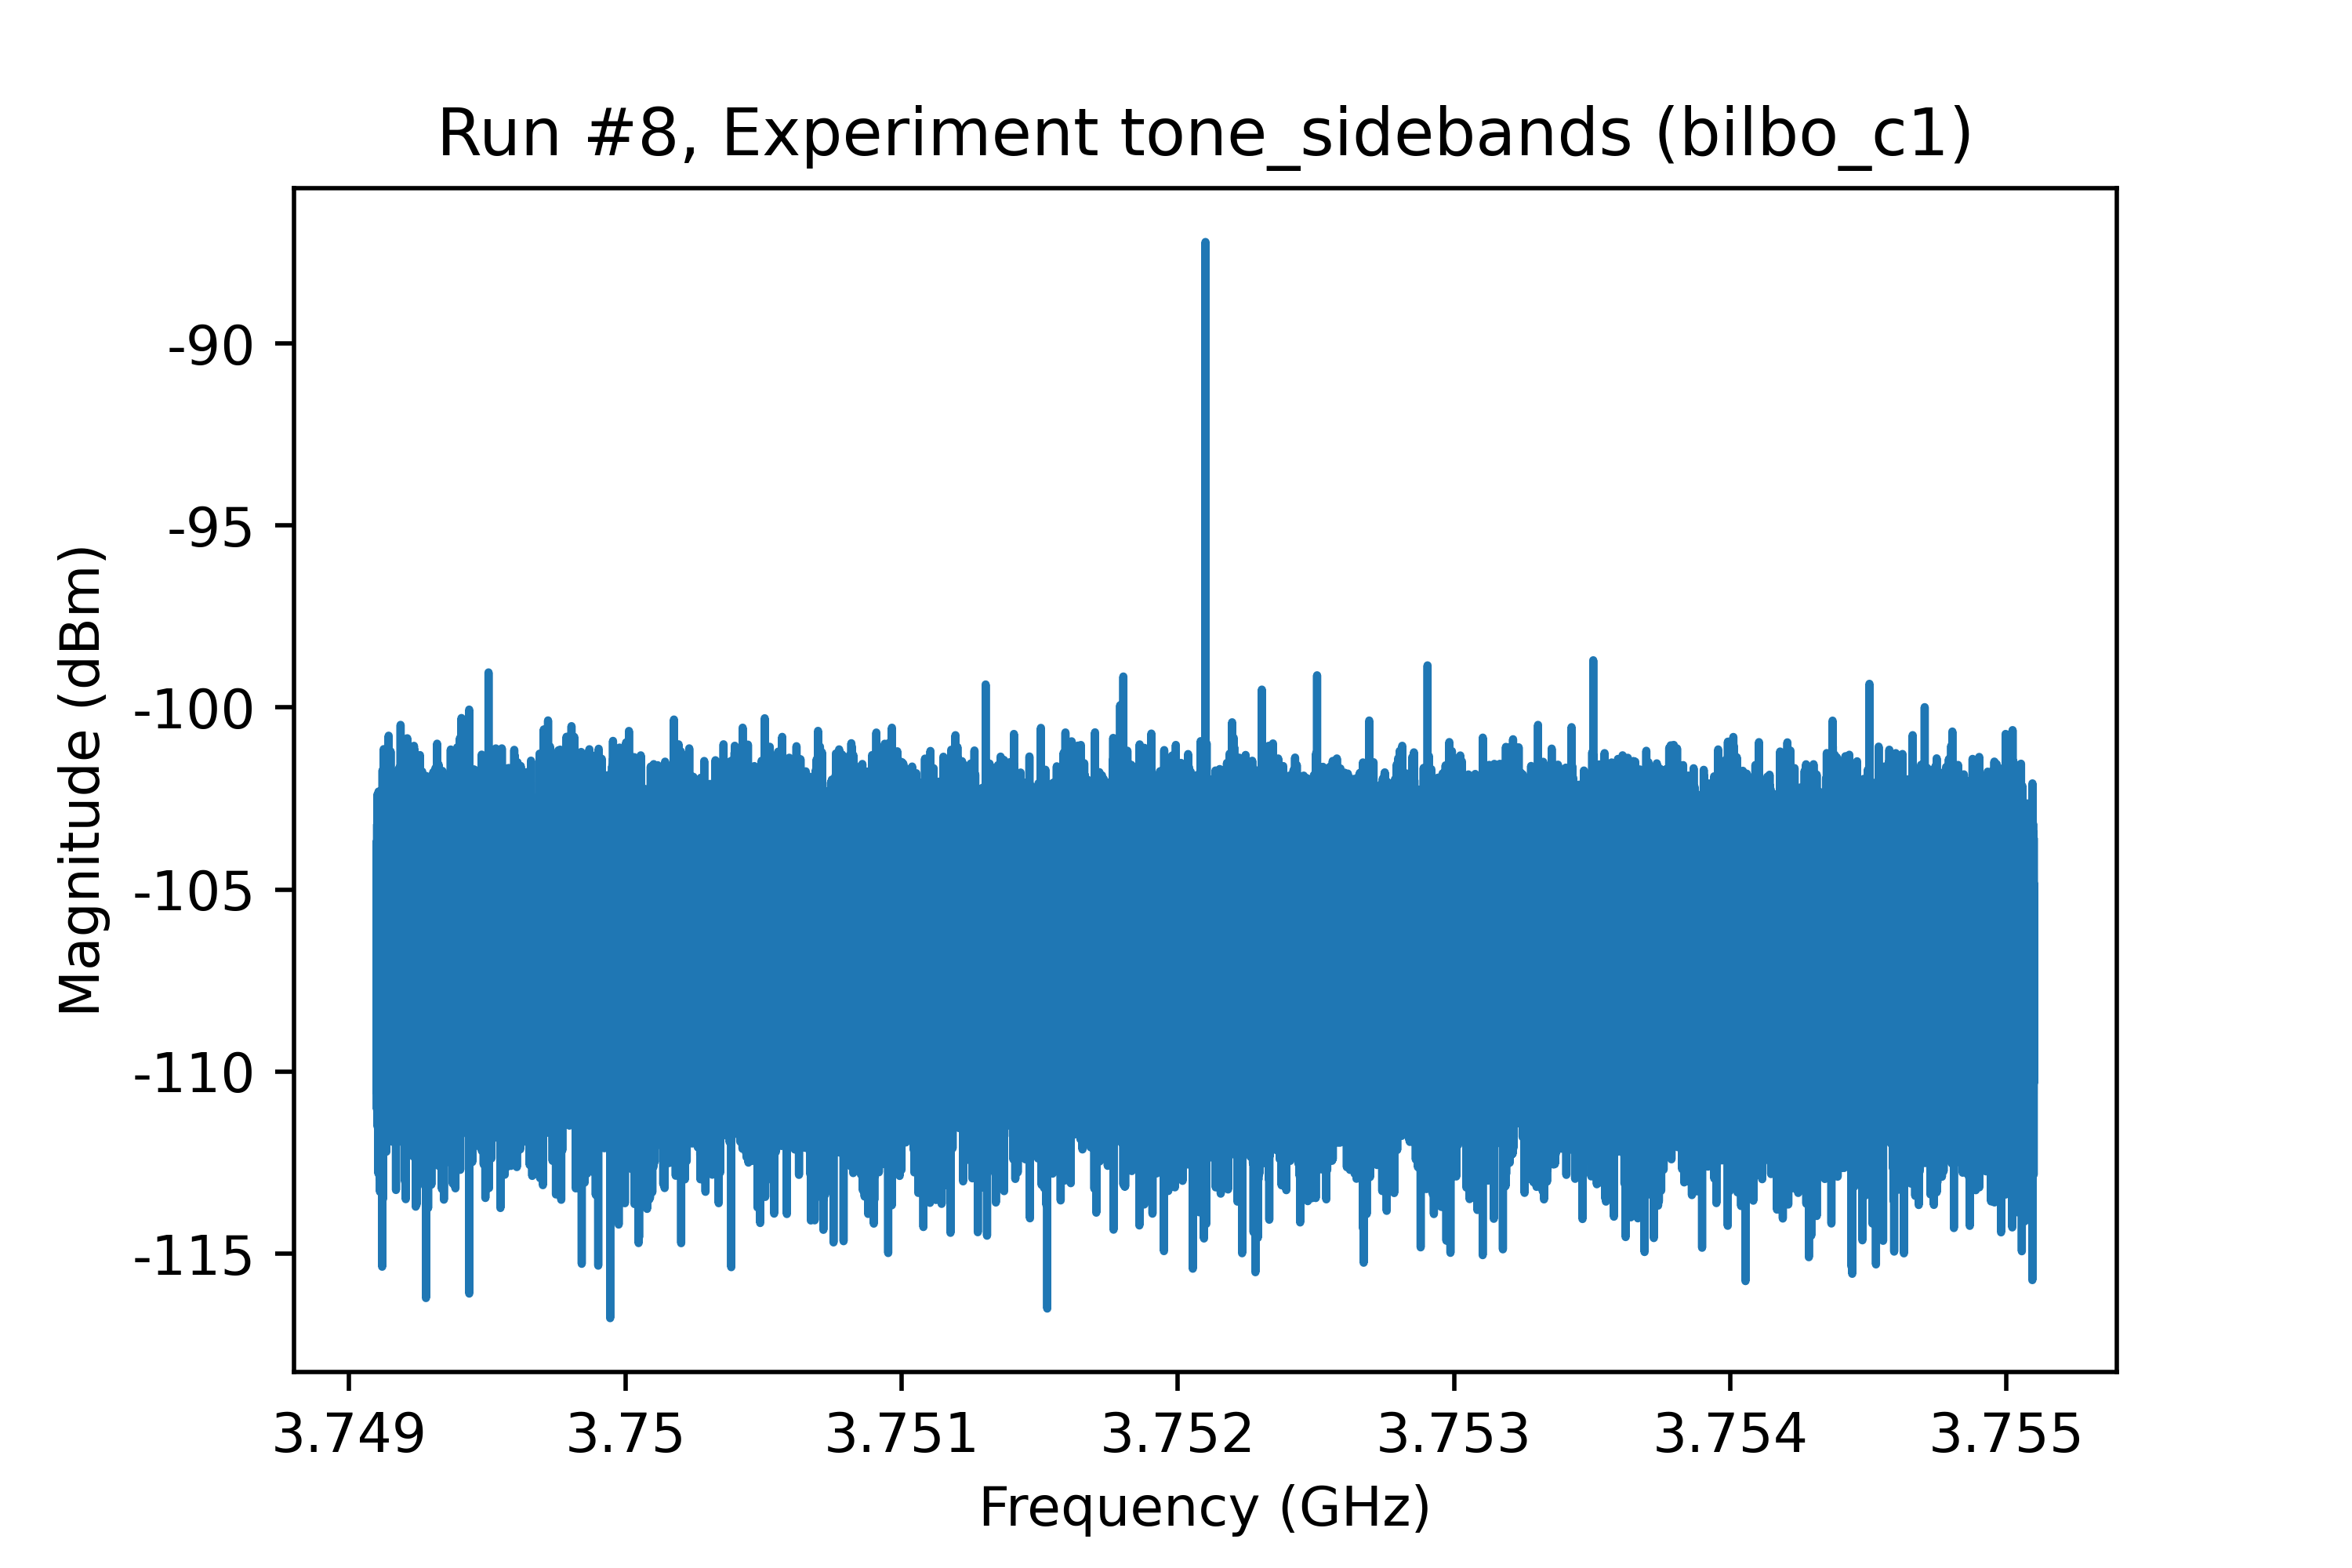 Run #8, Experiment tone_sidebands (bilbo_c1)
Magnitude (dBm)
-90
-95
-100
-105
-110
-115
3.749 3.75 3.751 3.752 3.753 3.754 3.755
Frequency (GHz)